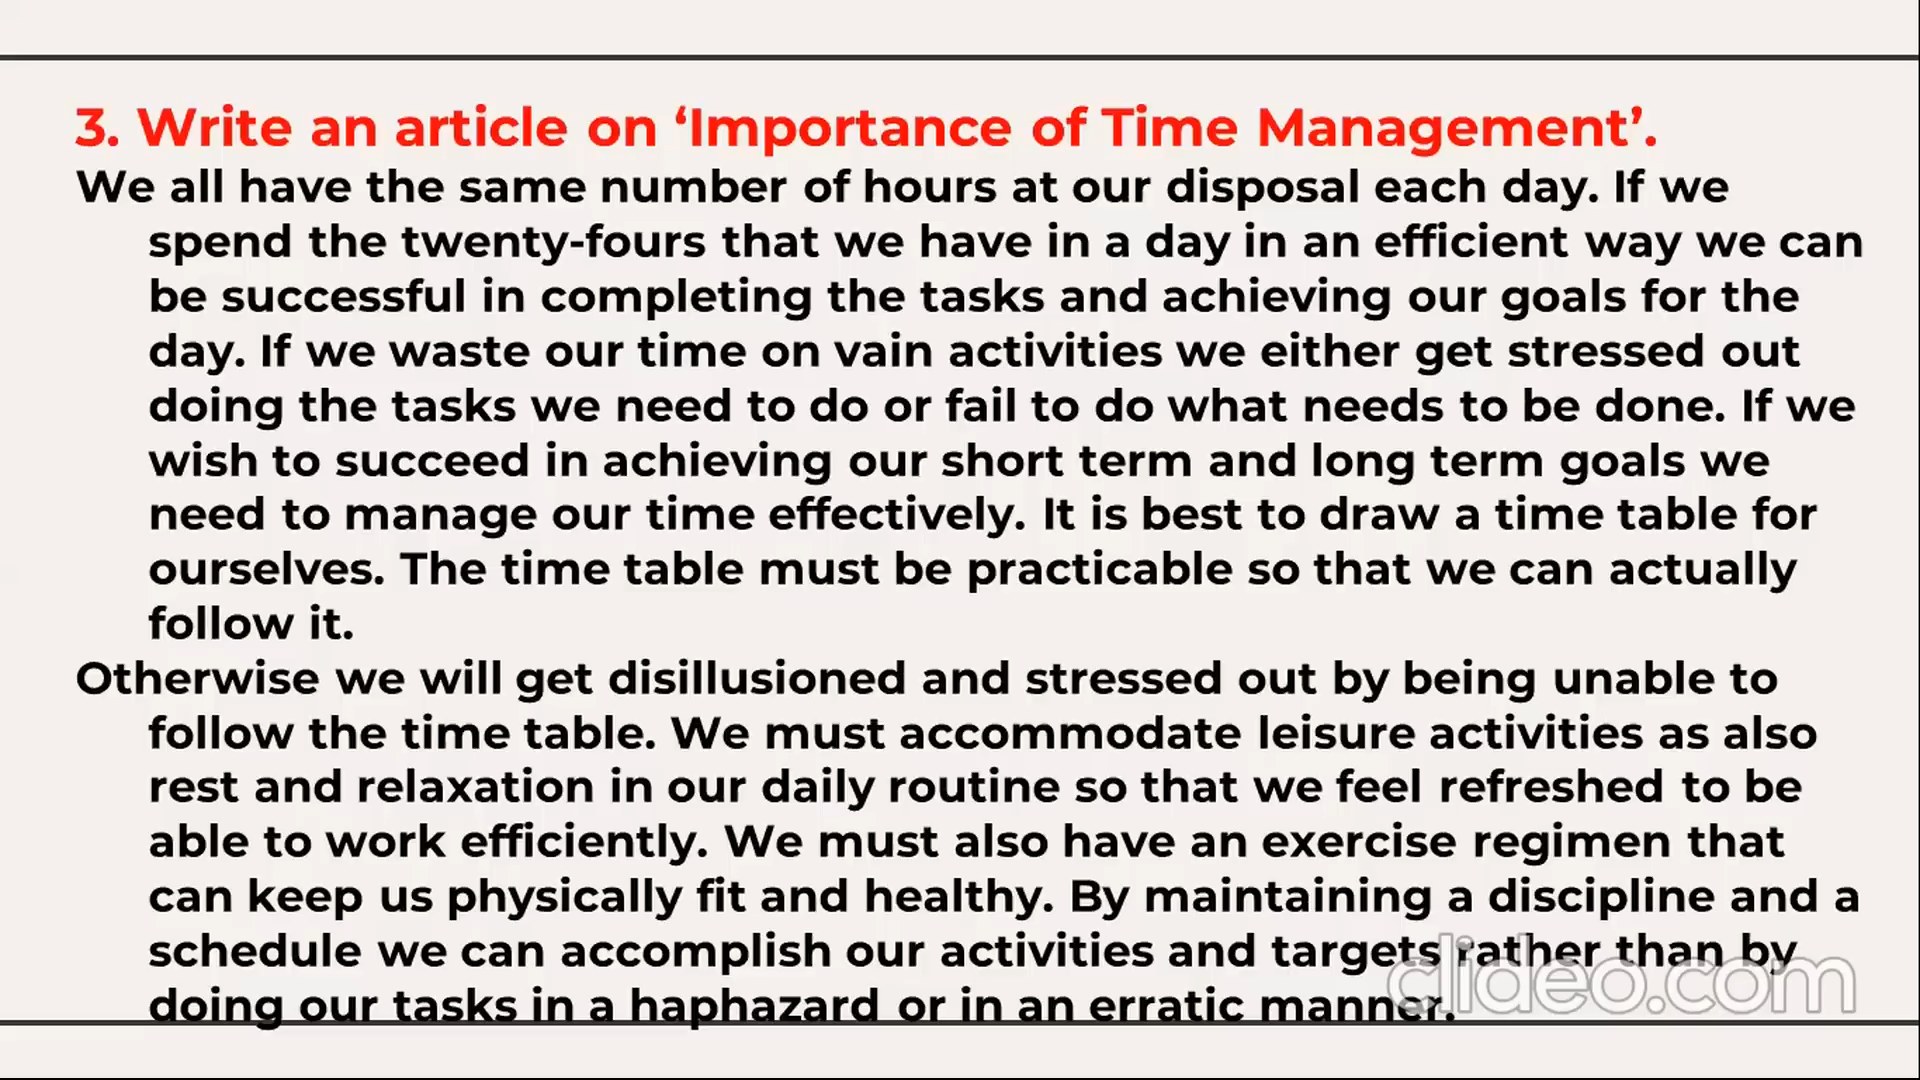 3. Write an article on ‘Importance of Time Management’.
We all have the same number of hours at our disposal each day. If we
spend the twenty-fours that we have in a day in an efficient way we can
be successful in completing the tasks and achieving our goals for the
day. If we waste our time on vain activities we either get stressed out
doing the tasks we need to do or fail to do what needs to be done. If we
wish to succeed in achieving our short term and long term goals we
need to manage our time effectively. It is best to draw a time table for
ourselves. The time table must be practicable so that we can actually
follow it.
Otherwise we will get disillusioned and stressed out by being unable to
follow the time table. We must accommodate leisure activities as also
rest and relaxation in our daily routine so that we feel refreshed to be
able to work efficiently. We must also have an exercise regimen that
can keep us physically fit and healthy. By maintaining a discipline and a
schedule we can accomplish our activities and targets rather than by
doing our tasks in a haphazard or in an erratic manner.
clideo.com